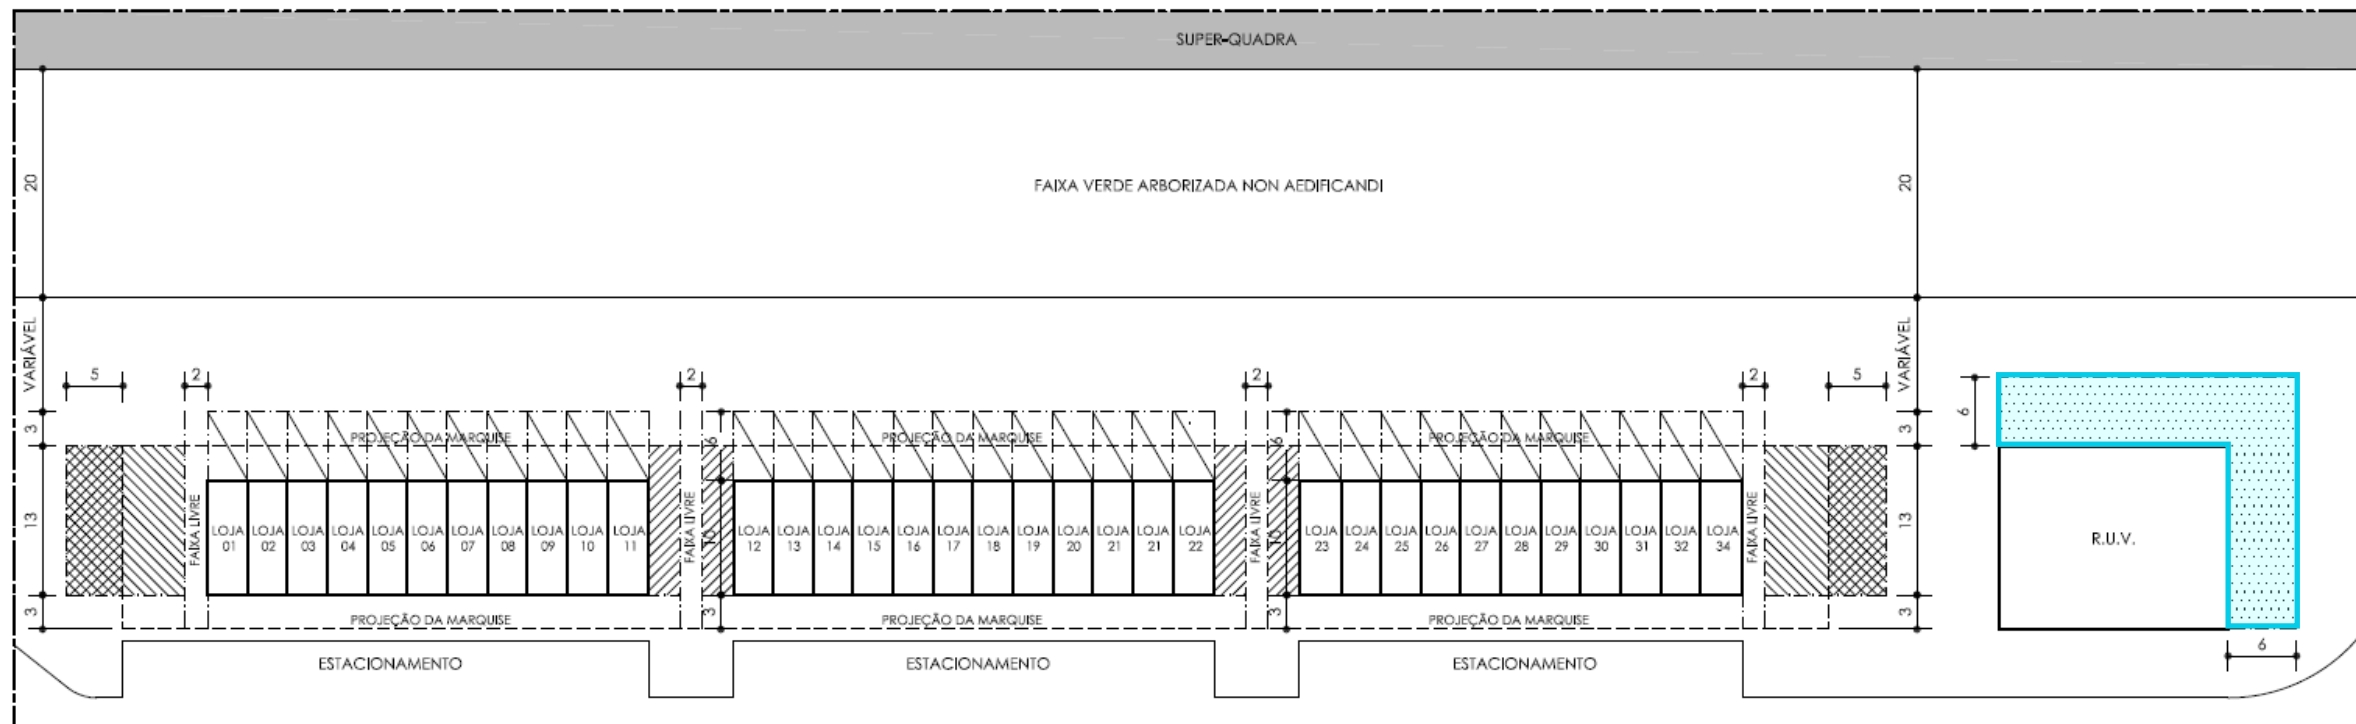 SUPER-QUADRA
20
FAIXA VERDE ARBORIZADA NON AEDIFICANDI
20
VARIÁVEL
VARIÁVEL
5
2
2
2
2
5
6
3
PROJEÇÃO DA MARQUISE
6
PROJEÇÃO DA MARQUISE
6
PROJEÇÃO DA MARQUISE
3
13
FAIXA LIVRE
LOJA 01
LOJA 02
LOJA 03
LOJA 04
LOJA 05
LOJA 06
LOJA 07
LOJA 08
LOJA 09
LOJA 10
LOJA 11
FAIXA LIVRE
10
LOJA 12
LOJA 13
LOJA 14
LOJA 15
LOJA 16
LOJA 17
LOJA 18
LOJA 19
LOJA 20
LOJA 21
LOJA 21
LOJA 22
FAIXA LIVRE
10
LOJA 23
LOJA 24
LOJA 25
LOJA 26
LOJA 27
LOJA 28
LOJA 29
LOJA 30
LOJA 31
LOJA 32
LOJA 34
FAIXA LIVRE
13
R.U.V.
3
PROJEÇÃO DA MARQUISE
3
PROJEÇÃO DA MARQUISE
3
PROJEÇÃO DA MARQUISE
3
6
ESTACIONAMENTO
ESTACIONAMENTO
ESTACIONAMENTO